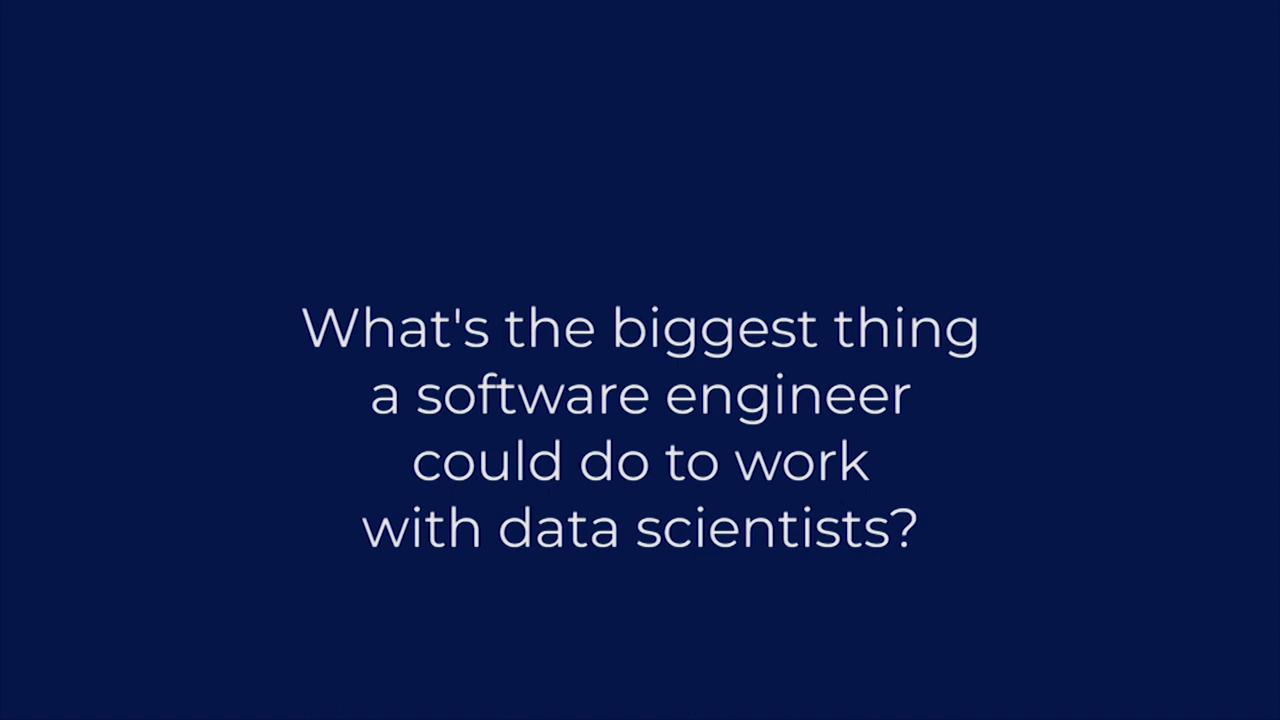 What's the biggest thing
a software engineer
could do to work
with data scientists?